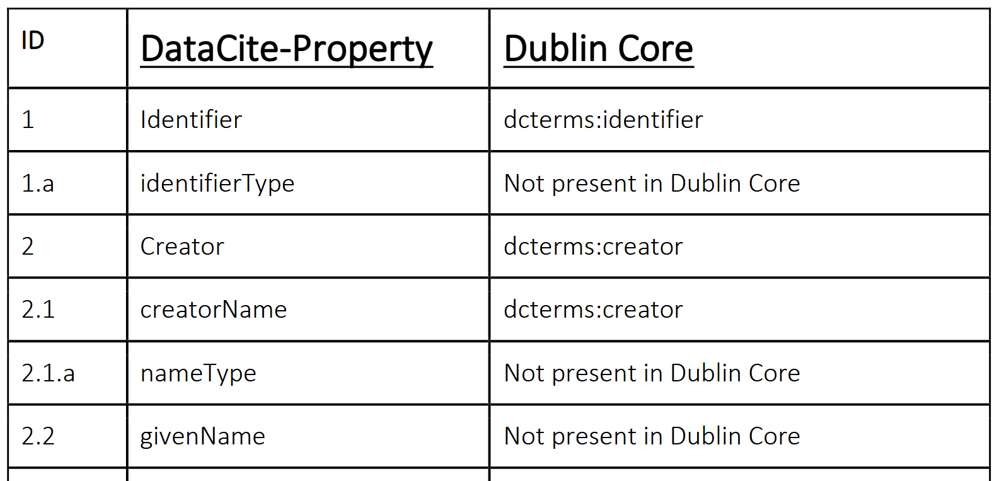 ID DataCite-Property Dublin Core
1 Identifier dcterms:identifier
1.a identifierType Not present in Dublin Core
2 Creator dcterms:creator
2.1 creatorName dcterms:creator
2.1.a nameType Not present in Dublin Core
2.2 givenName Not present in Dublin Core